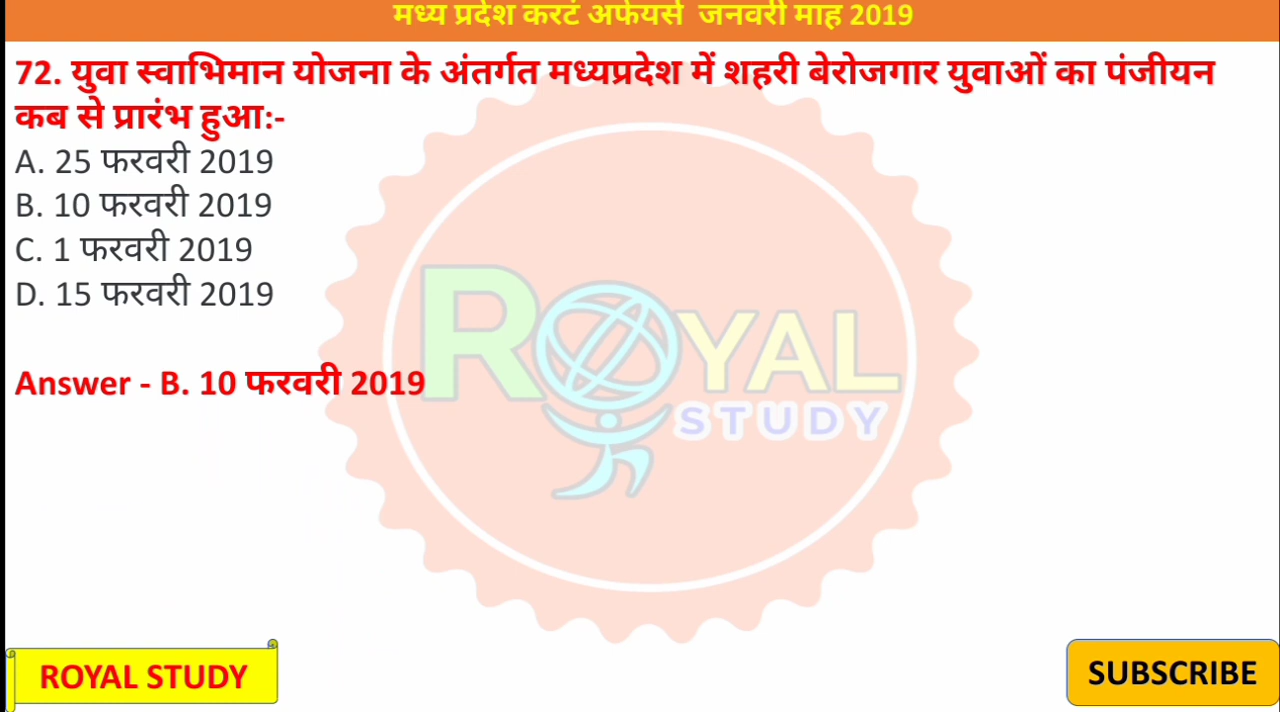 मध्य प्रदेश करटं अफेयर्स जनवरी माह 2019
72. युवा स्वाभिमान योजना के अंतर्गत मध्यप्रदेश में शहरी बेरोजगार युवाओं का पंजीयन
कब से प्रारंभ हुआ:-
A. 25 फरवरी 2019
B. 10 फरवरी 2019
C. 1 फरवरी 2019
D. 15 फरवरी 2019
Answer - B. 10 फरवरी 2019
ROYAL
STUDY
ROYAL STUDY
SUBSCRIBE